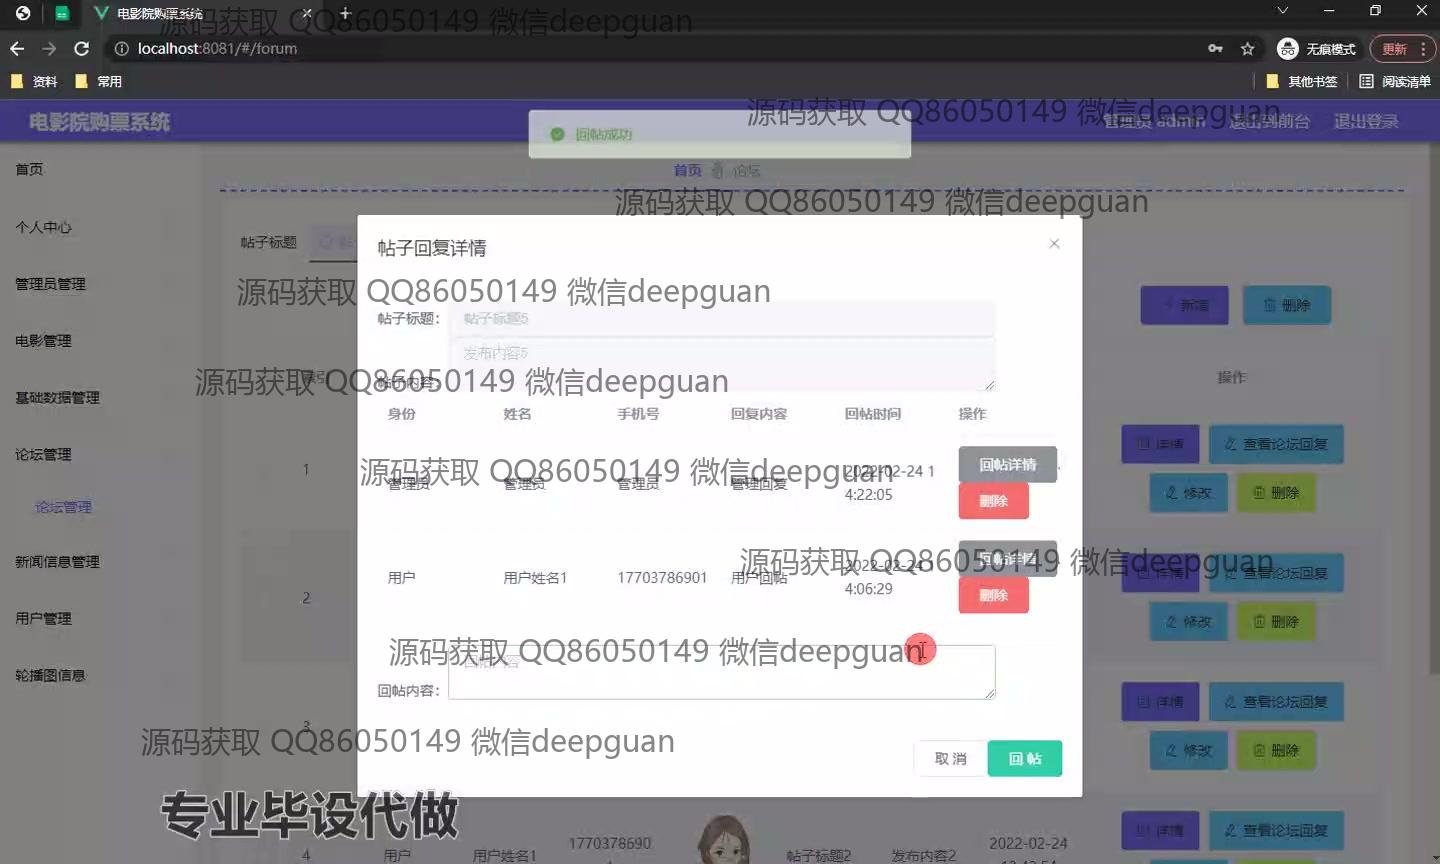 电影院购票系统
源码获取 QQ86050149 微信deepguan
localhost:8081/#/forum
无痕模式
更新
资料
常用
其他书签
阅读清单
电影院购票系统
源码获取 QQ86050149 微信deepguan
管理员 admin
退出到前台
退出登录
回帖成功
首页
论坛
源码获取 QQ86050149 微信deepguan
首页
个人中心
管理员管理
电影管理
基础数据管理
论坛管理
论坛管理
新闻信息管理
用户管理
轮播图信息
帖子标题
帖子回复详情
源码获取 QQ86050149 微信deepguan
新增
删除
帖子标题：
帖子标题5
发布内容5
帖子内容：
源码获取 QQ86050149 微信deepguan
索引
操作
身份
姓名
手机号
回复内容
回帖时间
操作
源码获取 QQ86050149 微信deepguan
管理员
管理员
管理员
管理回复
2022-02-24 1
4:22:05
回帖详情
删除
用户
用户姓名1
17703786901
用户回帖
2022-02-24 1
4:06:29
回帖详情
删除
源码获取 QQ86050149 微信deepguan
源码获取 QQ86050149 微信deepguan
回帖内容
回帖内容：
源码获取 QQ86050149 微信deepguan
取 消
回 帖
1
详情
查看论坛回复
修改
删除
2
详情
查看论坛回复
修改
删除
3
详情
查看论坛回复
修改
删除
专业毕设代做
4
用户
用户姓名1
1770378690
帖子标题2
发布内容2
2022-02-24
详情
查看论坛回复